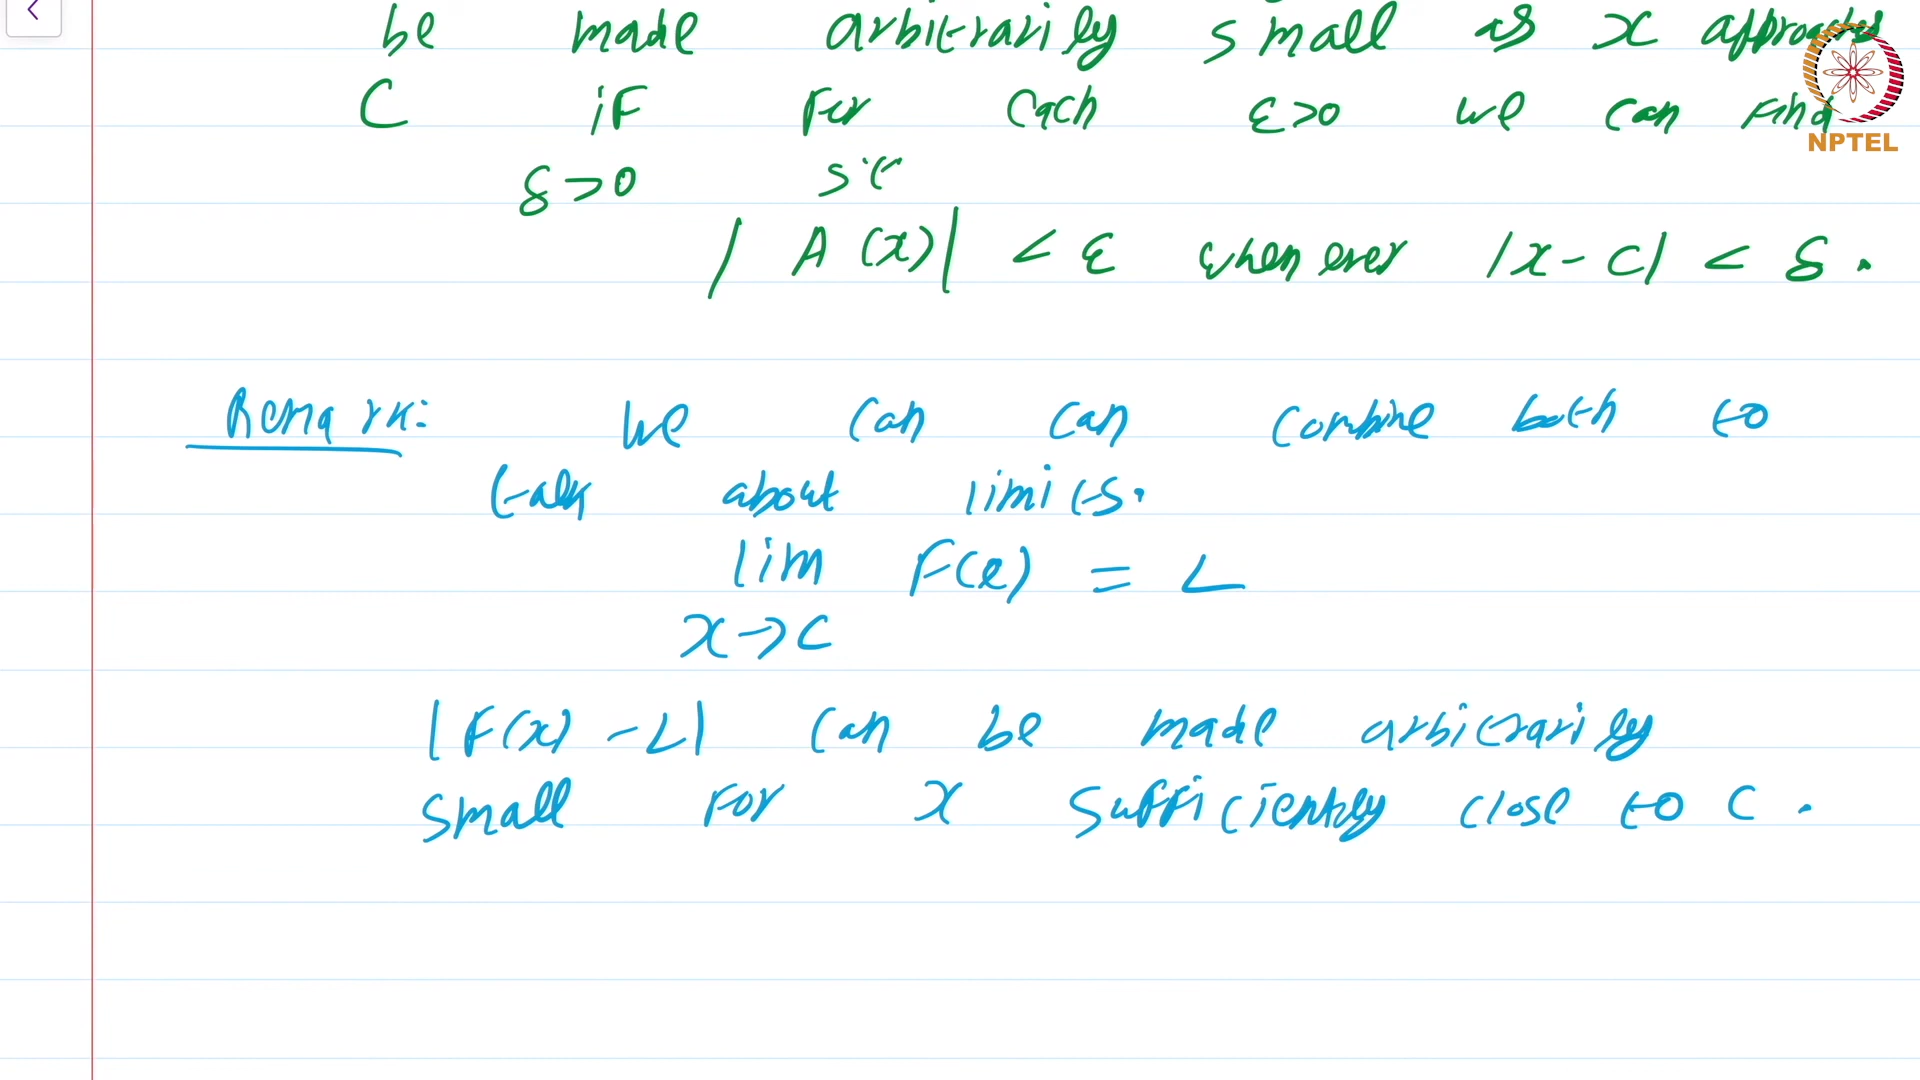 be made arbitrarily small as x approaches
C if for each ε>0 we can find
NPTEL
δ>0 s.t
|A(x)| < ε whenever |x-c| < δ.
Remark: we can can combine both to
talk about limits.
lim F(x) = L
x→c
|F(x) - L| can be made arbitrarily
small for x sufficiently close to c.